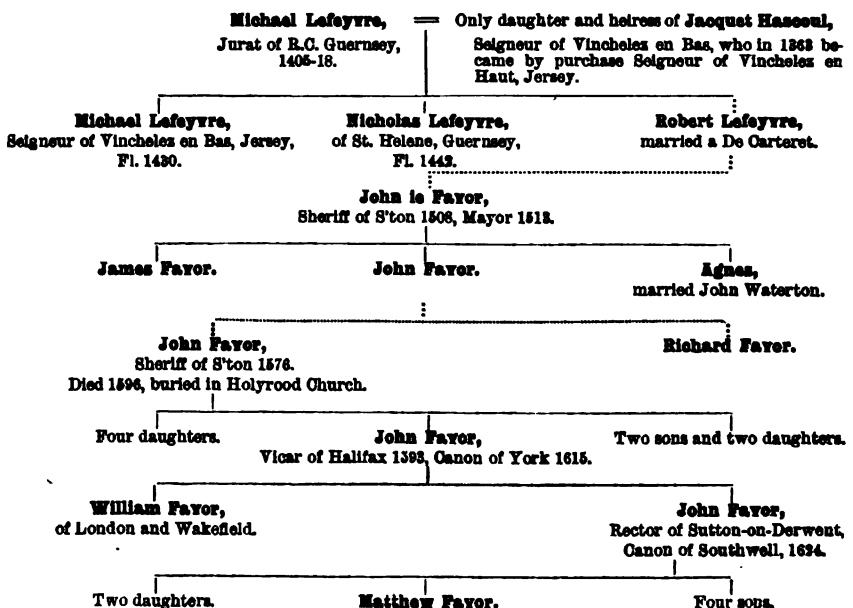 Michael Lefeyvre, = Only daughter and heiress of Jacquet Hascoul,
Jurat of R.C. Guernsey,
1405-18.
Seigneur of Vincheles en Bas, who in 1363 be-
came by purchase Seigneur of Vinchelez en
Haut, Jersey.
Michael Lefeyvre,
Seigneur of Vincheles en Bas, Jersey,
Fl. 1430.
Nicholas Lefeyvre,
of St. Helene, Guernsey,
Fl. 1442.
Robert Lefeyvre,
married a De Carteret.
John le Favor,
Sheriff of S'ton 1508, Mayor 1513.
James Favor.
John Favor.
Agnes,
married John Waterton.
John Favor,
Sheriff of S'ton 1576.
Died 1596, buried in Holyrood Church.
Richard Favor.
Four daughters.
John Favor,
Vicar of Halifax 1593, Canon of York 1615.
Two sons and two daughters.
William Favor,
of London and Wakefield.
John Favor,
Rector of Sutton-on-Derwent,
Canon of Southwell, 1634.
Two daughters.
Matthew Favor.
Four sons.